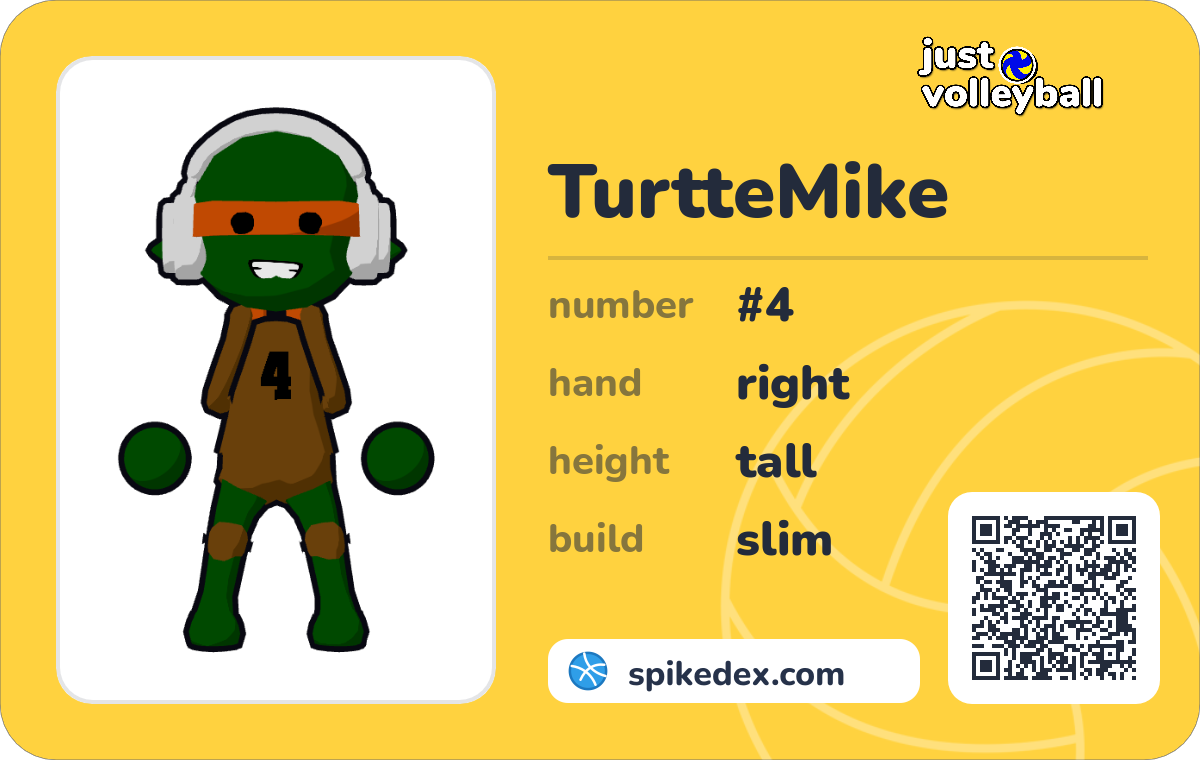 just
volleyball
TurtteMike
number #4
hand right
height tall
build slim
4
spikedex.com